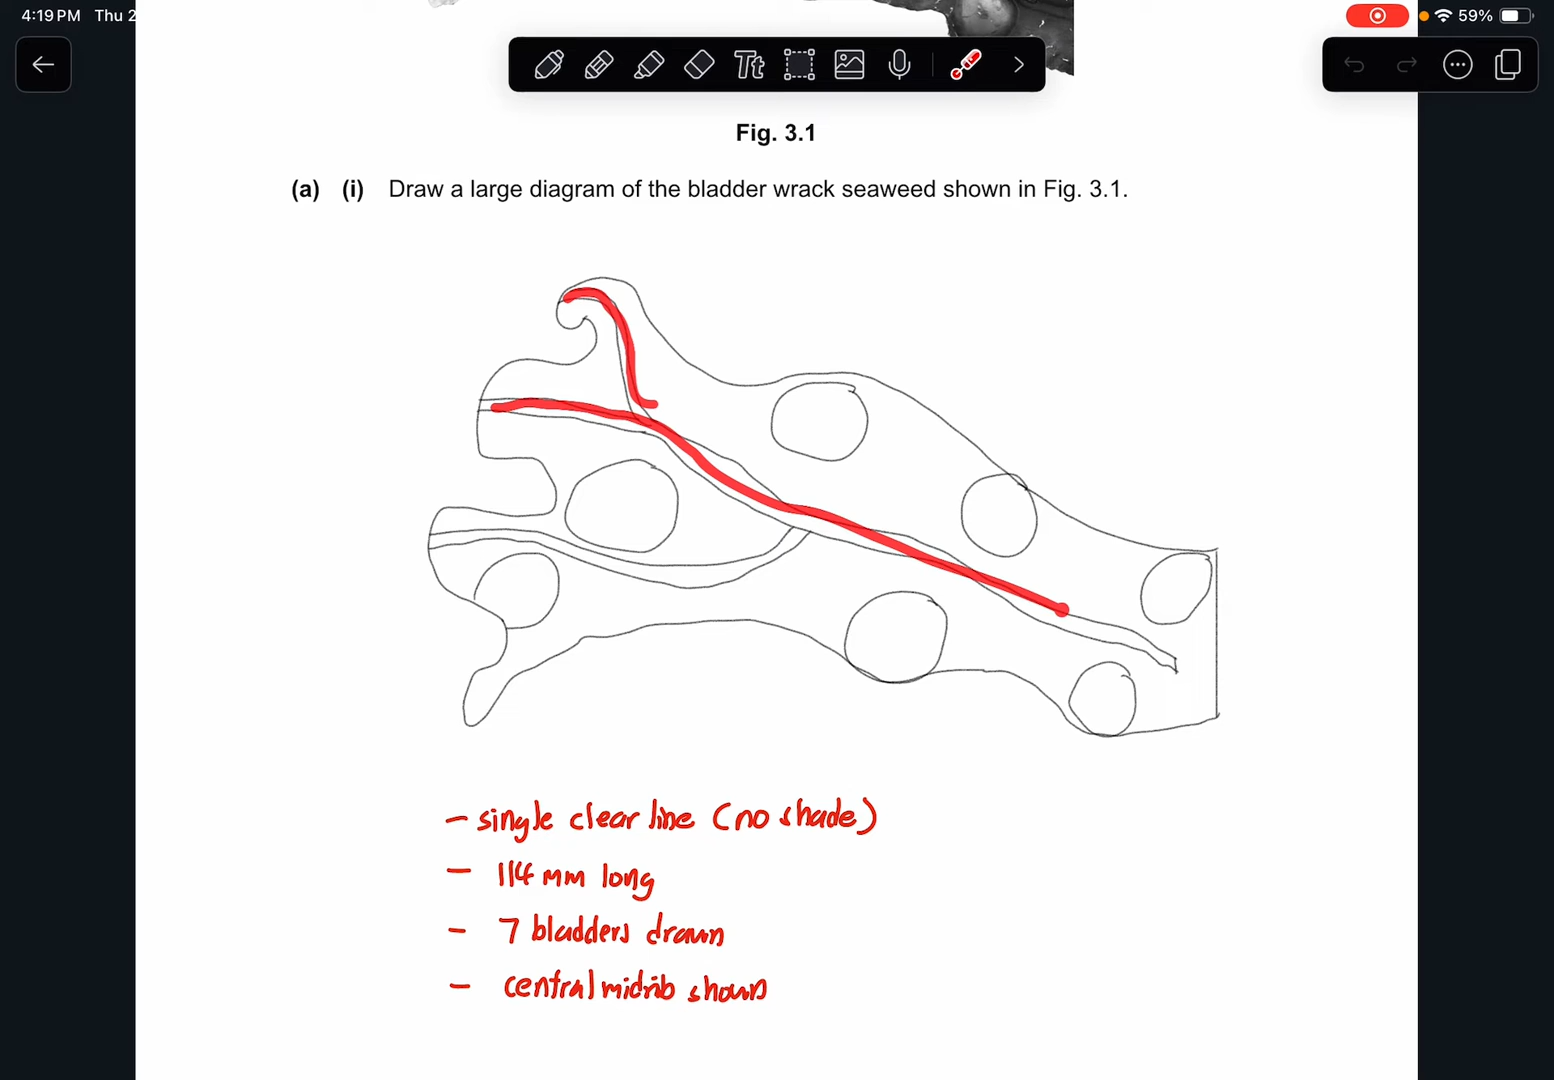 4:19 PM Thu 2
59%
Tt
Fig. 3.1
(a) (i) Draw a large diagram of the bladder wrack seaweed shown in Fig. 3.1.
- single clear line (no shade)
- 114 mm long
- 7 bladders drawn
- central midrib shown